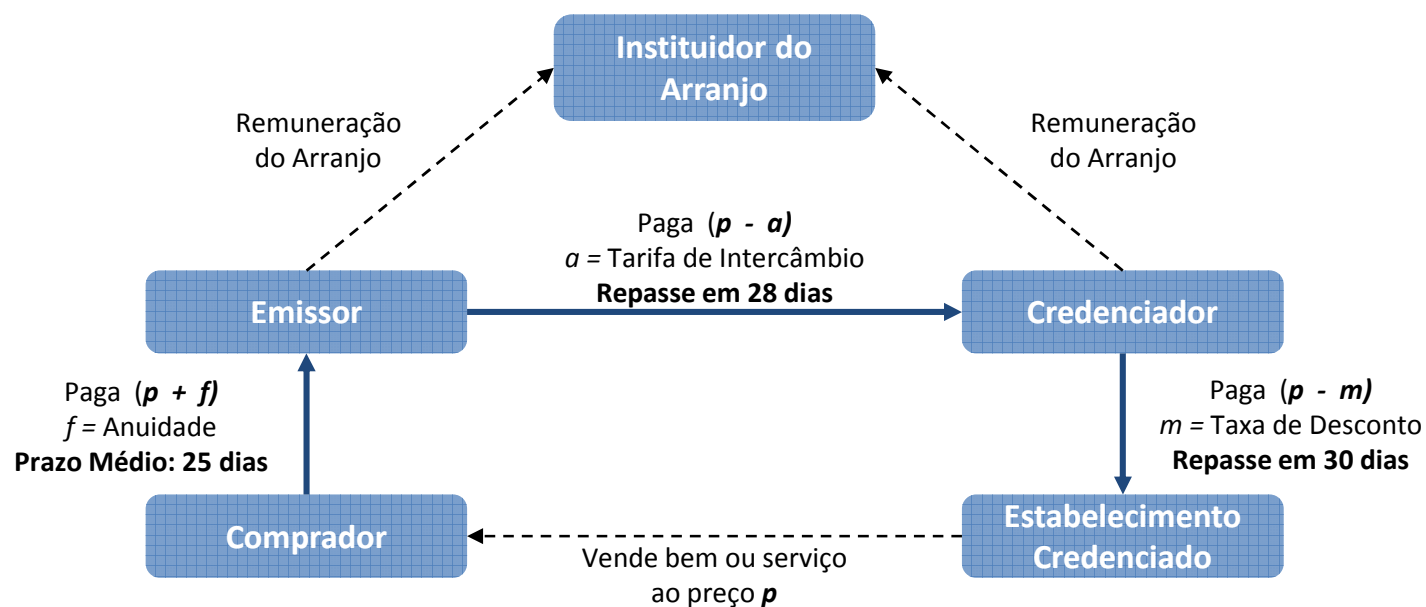 Instituidor do
Arranjo
Remuneração
do Arranjo
Remuneração
do Arranjo
Paga (p - a)
a = Tarifa de Intercâmbio
Repasse em 28 dias
Emissor
Credenciador
Paga (p + f)
f = Anuidade
Prazo Médio: 25 dias
Paga (p - m)
m = Taxa de Desconto
Repasse em 30 dias
Comprador
Estabelecimento
Credenciado
Vende bem ou serviço
ao preço p